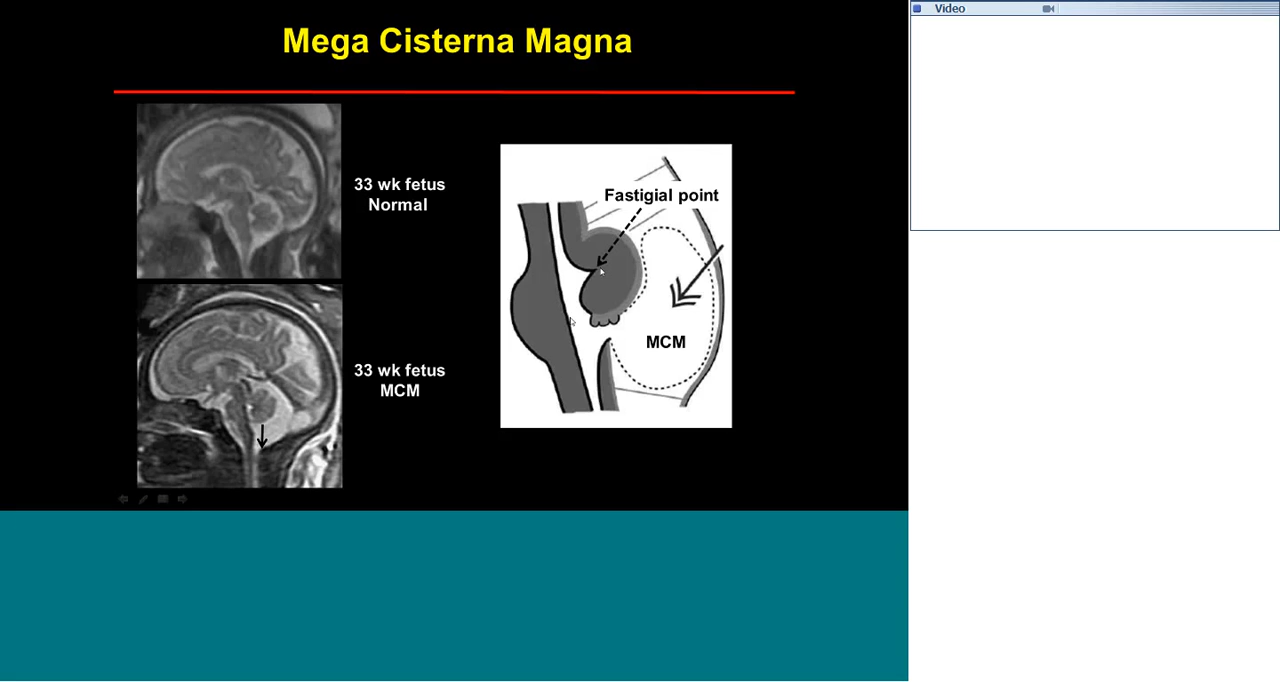 Mega Cisterna Magna
33 wk fetus
Normal
33 wk fetus
MCM
Fastigial point
MCM
Video